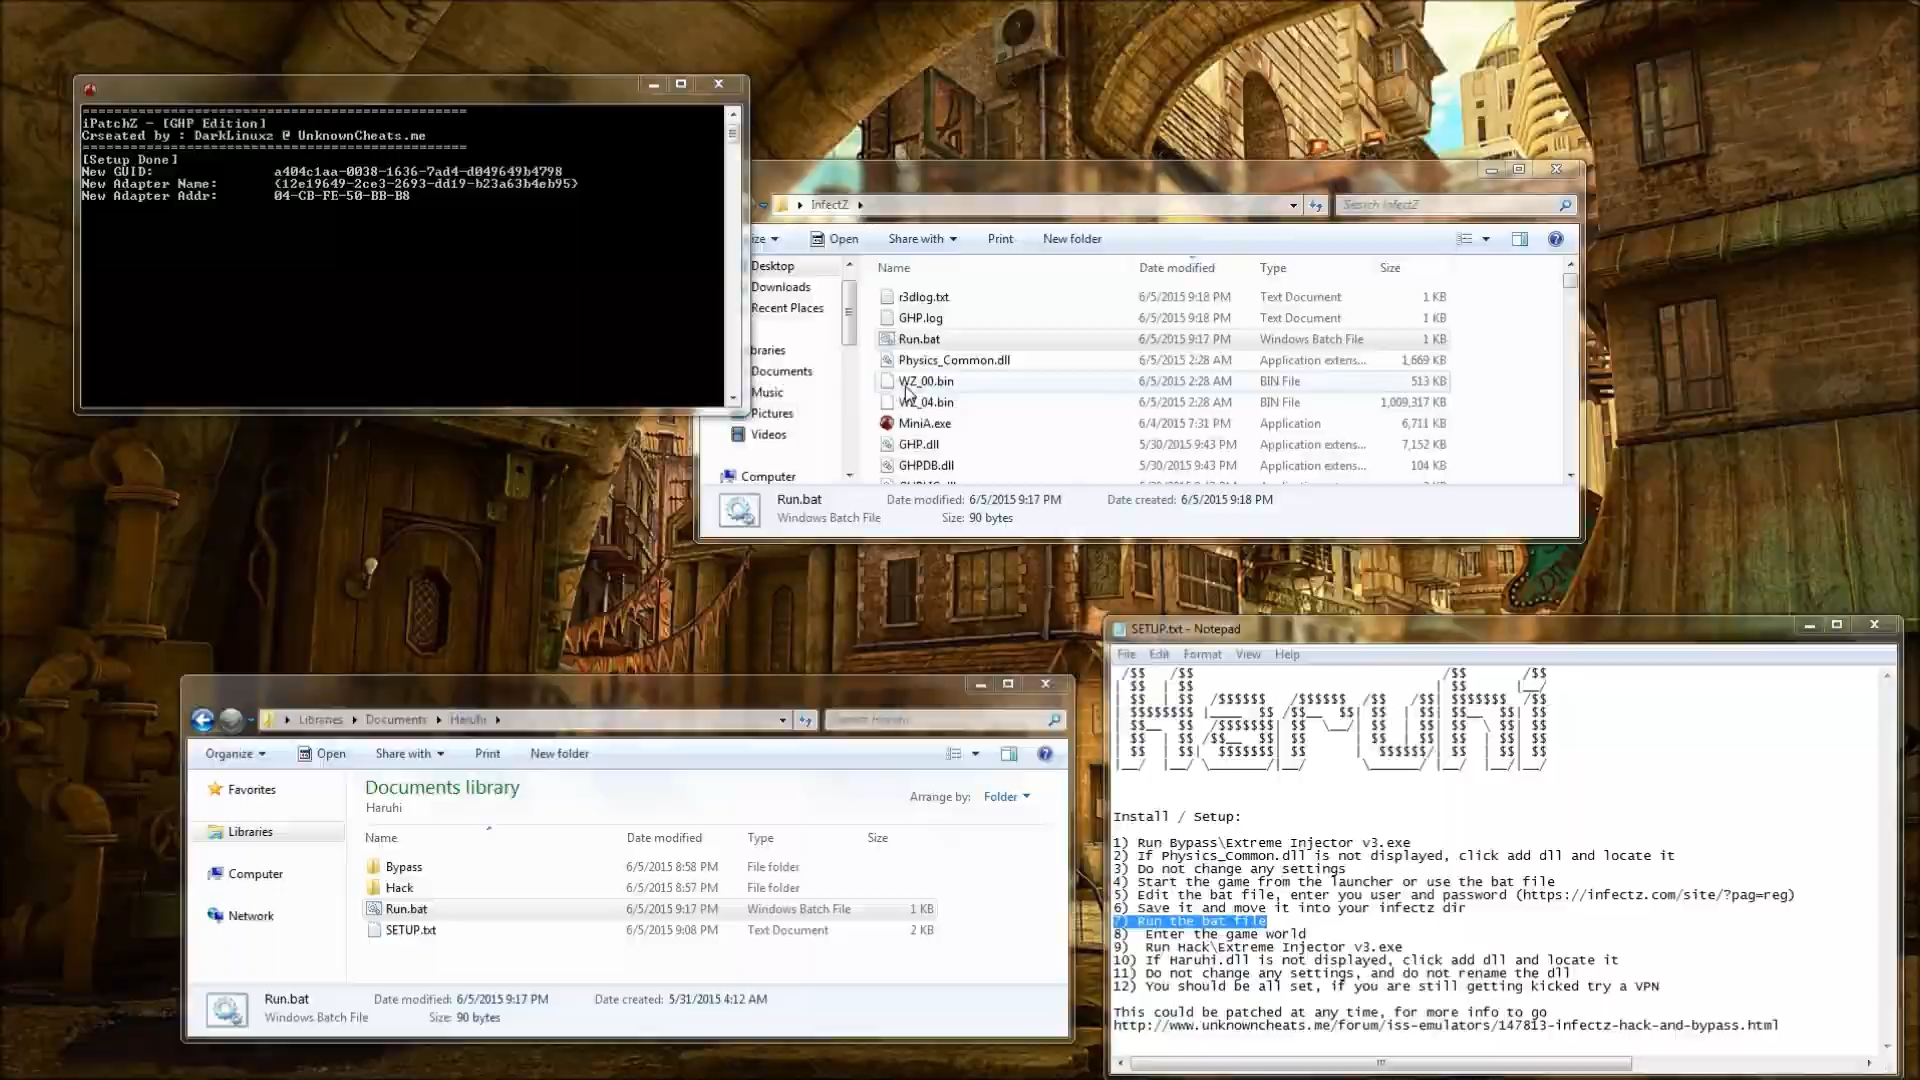 ==================================================
iPatchZ - [GHP Edition]
Crseated by : DarkLinuxz @ UnknownCheats.me
==================================================
[Setup Done]
New GUID: a404c1aa-0038-1636-7ad4-d049649b4798
New Adapter Name: {12e19649-2ce3-2693-dd19-b23a63b4eb95}
New Adapter Addr: 04-CB-FE-50-BB-B8
InfectZ
Search InfectZ
ize Open Share with Print New folder
Desktop
Downloads
Recent Places
braries
Documents
Music
Pictures
Videos
Computer
Name Date modified Type Size
r3dlog.txt 6/5/2015 9:18 PM Text Document 1 KB
GHP.log 6/5/2015 9:18 PM Text Document 1 KB
Run.bat 6/5/2015 9:17 PM Windows Batch File 1 KB
Physics_Common.dll 6/5/2015 2:28 AM Application extens... 1,669 KB
WZ_00.bin 6/5/2015 2:28 AM BIN File 513 KB
WZ_04.bin 6/5/2015 2:28 AM BIN File 1,009,317 KB
MiniA.exe 6/4/2015 7:31 PM Application 6,711 KB
GHP.dll 5/30/2015 9:43 PM Application extens... 7,152 KB
GHPDB.dll 5/30/2015 9:43 PM Application extens... 104 KB
Run.bat Date modified: 6/5/2015 9:17 PM Date created: 6/5/2015 9:18 PM
Windows Batch File Size: 90 bytes
Libraries Documents Haruhi
Search Haruhi
Organize Open Share with Print New folder
Favorites
Libraries
Computer
Network
Documents library
Haruhi
Arrange by: Folder
Name Date modified Type Size
Bypass 6/5/2015 8:58 PM File folder
Hack 6/5/2015 8:57 PM File folder
Run.bat 6/5/2015 9:17 PM Windows Batch File 1 KB
SETUP.txt 6/5/2015 9:08 PM Text Document 2 KB
Run.bat Date modified: 6/5/2015 9:17 PM Date created: 5/31/2015 4:12 AM
Windows Batch File Size: 90 bytes
SETUP.txt - Notepad
File Edit Format View Help
Haruhi
Install / Setup:
1) Run Bypass\Extreme Injector v3.exe
2) If Physics_Common.dll is not displayed, click add dll and locate it
3) Do not change any settings
4) Start the game from the launcher or use the bat file
5) Edit the bat file, enter you user and password (https://infectz.com/site/?pag=reg)
6) Save it and move it into your infectz dir
7) Run the bat file
8) Enter the game world
9) Run Hack\Extreme Injector v3.exe
10) If Haruhi.dll is not displayed, click add dll and locate it
11) Do not change any settings, and do not rename the dll
12) You should be all set, if you are still getting kicked try a VPN
This could be patched at any time, for more info to go
http://www.unknowncheats.me/forum/iss-emulators/147813-infectz-hack-and-bypass.html